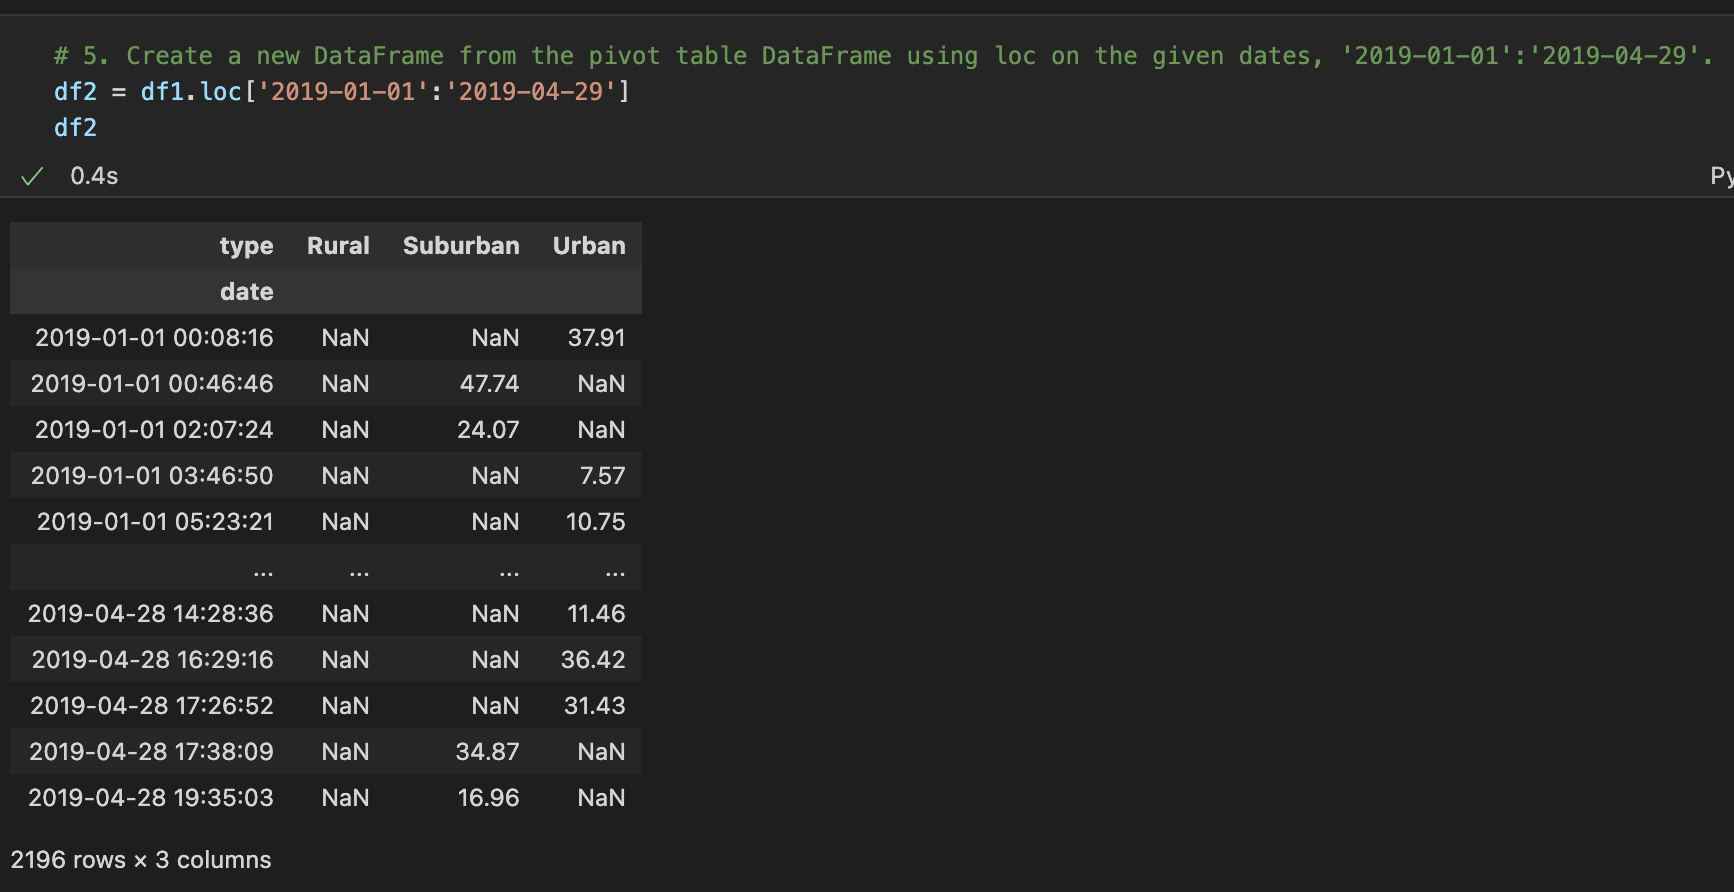 # 5. Create a new DataFrame from the pivot table DataFrame using loc on the given dates, '2019-01-01':'2019-04-29'.
df2 = df1.loc['2019-01-01':'2019-04-29']
df2
0.4s Py
type Rural Suburban Urban
date
2019-01-01 00:08:16 NaN NaN 37.91
2019-01-01 00:46:46 NaN 47.74 NaN
2019-01-01 02:07:24 NaN 24.07 NaN
2019-01-01 03:46:50 NaN NaN 7.57
2019-01-01 05:23:21 NaN NaN 10.75
... ... ... ...
2019-04-28 14:28:36 NaN NaN 11.46
2019-04-28 16:29:16 NaN NaN 36.42
2019-04-28 17:26:52 NaN NaN 31.43
2019-04-28 17:38:09 NaN 34.87 NaN
2019-04-28 19:35:03 NaN 16.96 NaN
2196 rows × 3 columns